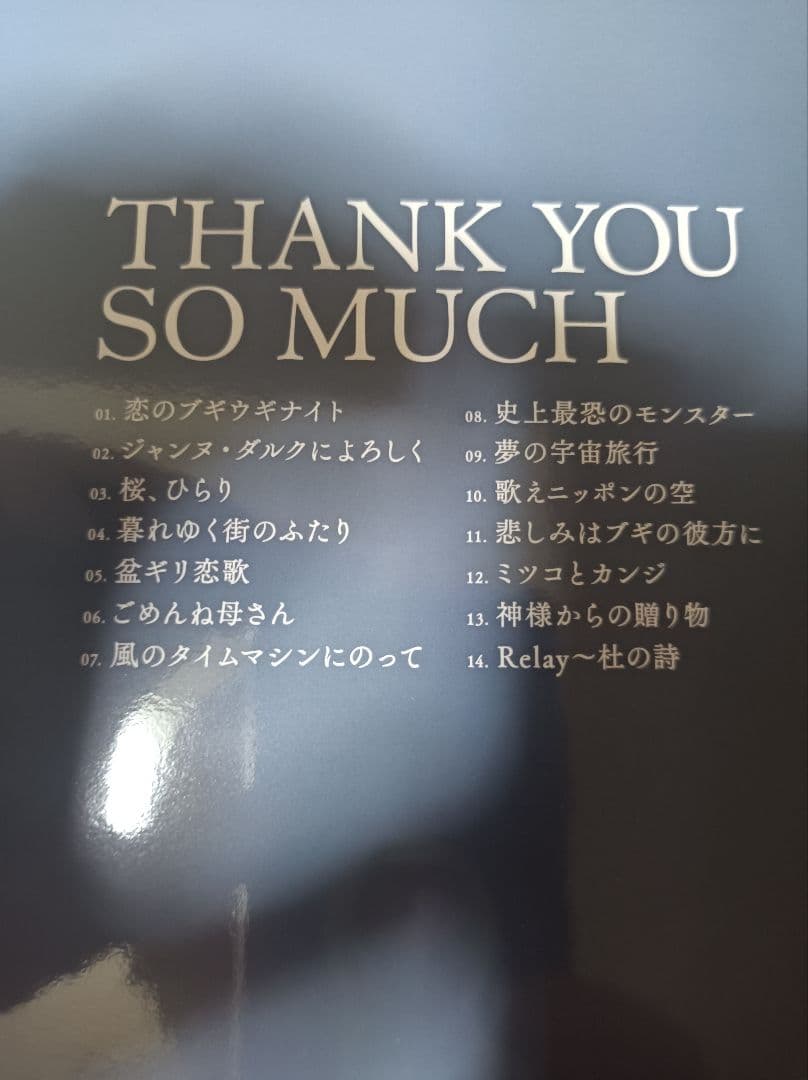 THANK YOU
SO MUCH
01. 恋のブギウギナイト
02. ジャンヌ・ダルクによろしく
03. 桜、ひらり
04. 暮れゆく街のふたり
05. 盆ギリ恋歌
06. ごめんね母さん
07. 風のタイムマシンにのって
08. 史上最恐のモンスター
09. 夢の宇宙旅行
10. 歌えニッポンの空
11. 悲しみはブギの彼方に
12. ミツコとカンジ
13. 神様からの贈り物
14. Relay〜杜の詩